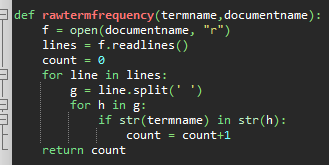 def rawtermfrequency(termname,documentname):
    f = open(documentname, "r")
    lines = f.readlines()
    count = 0
    for line in lines:
        g = line.split(' ')
        for h in g:
            if str(termname) in str(h):
                count = count+1
    return count